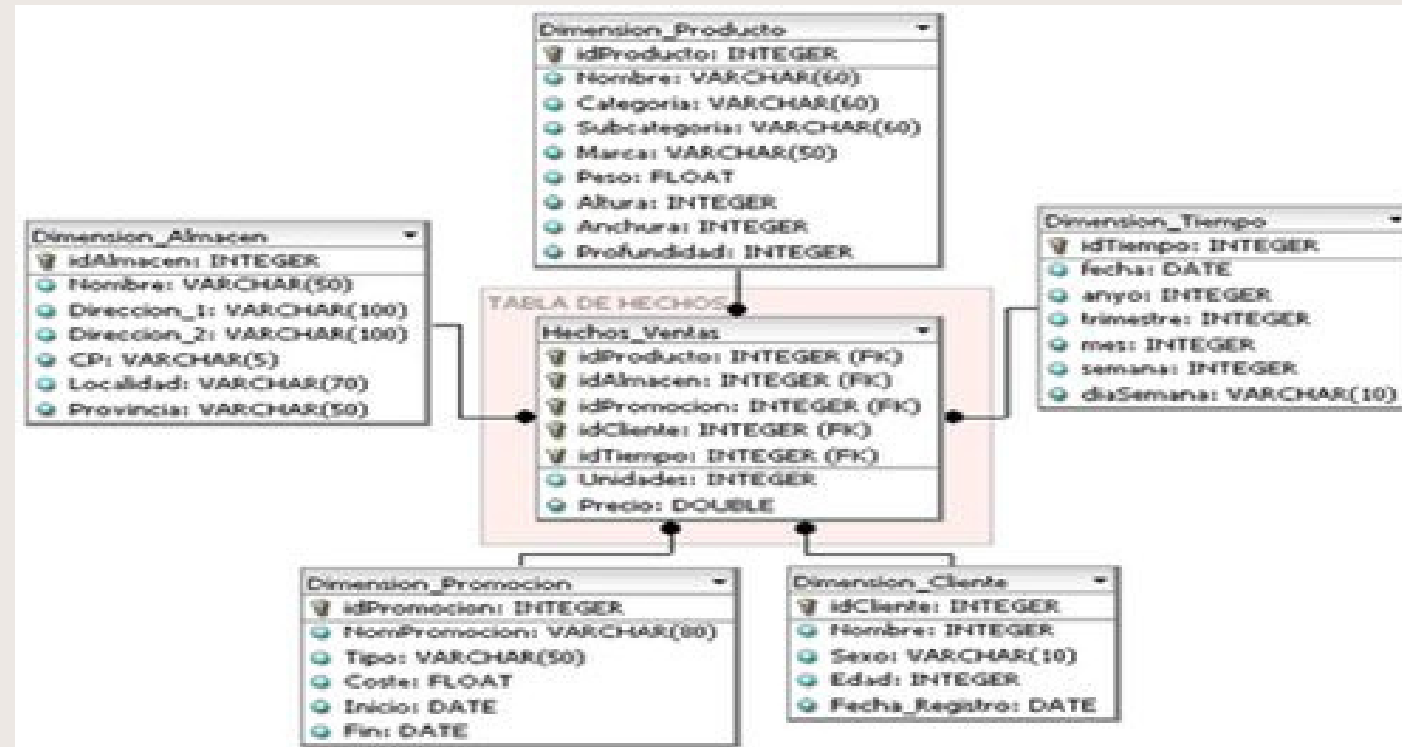 Dimension_Producto
idProducto: INTEGER
Nombre: VARCHAR(60)
Categoria: VARCHAR(60)
Subcategoria: VARCHAR(60)
Marca: VARCHAR(50)
Peso: FLOAT
Altura: INTEGER
Anchura: INTEGER
Profundidad: INTEGER
Dimension_Almacen
idAlmacen: INTEGER
Nombre: VARCHAR(50)
Direccion_1: VARCHAR(100)
Direccion_2: VARCHAR(100)
CP: VARCHAR(5)
Localidad: VARCHAR(70)
Provincia: VARCHAR(50)
Dimension_Tiempo
idTiempo: INTEGER
fecha: DATE
anyo: INTEGER
trimestre: INTEGER
mes: INTEGER
semana: INTEGER
diaSemana: VARCHAR(10)
TABLA DE HECHOS
Hechos_Ventas
idProducto: INTEGER (FK)
idAlmacen: INTEGER (FK)
idPromocion: INTEGER (FK)
idCliente: INTEGER (FK)
idTiempo: INTEGER (FK)
Unidades: INTEGER
Precio: DOUBLE
Dimension_Promocion
idPromocion: INTEGER
NomPromocion: VARCHAR(80)
Tipo: VARCHAR(50)
Coste: FLOAT
Inicio: DATE
Fin: DATE
Dimension_Cliente
idCliente: INTEGER
Nombre: INTEGER
Sexo: VARCHAR(10)
Edad: INTEGER
Fecha_Registro: DATE